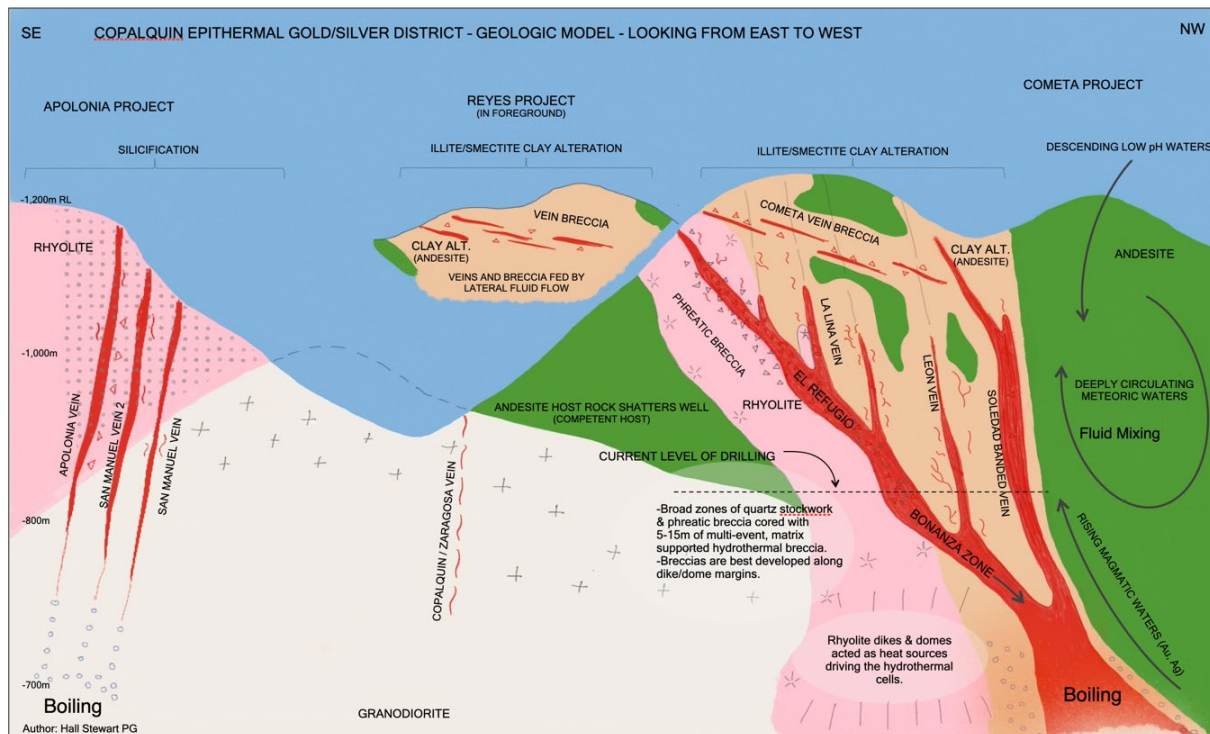 SE
COPALQUIN EPITHERMAL GOLD/SILVER DISTRICT - GEOLOGIC MODEL - LOOKING FROM EAST TO WEST
NW
APOLONIA PROJECT
REYES PROJECT
(IN FOREGROUND)
COMETA PROJECT
SILICIFICATION
ILLITE/SMECTITE CLAY ALTERATION
ILLITE/SMECTITE CLAY ALTERATION
DESCENDING LOW pH WATERS
-1,200m RL
RHYOLITE
VEIN BRECCIA
CLAY ALT.
(ANDESITE)
VEINS AND BRECCIA FED BY
LATERAL FLUID FLOW
COMETA VEIN BRECCIA
CLAY ALT.
(ANDESITE)
ANDESITE
PHREATIC BRECCIA
LA LINA VEIN
-1,000m
EL REFUGIO
LEON VEIN
SOLEDAD BANDED VEIN
DEEPLY CIRCULATING
METEORIC WATERS
Fluid Mixing
ANDESITE HOST ROCK SHATTERS WELL
(COMPETENT HOST)
RHYOLITE
APOLONIA VEIN
SAN MANUEL VEIN 2
SAN MANUEL VEIN
CURRENT LEVEL OF DRILLING
COPALQUIN / ZARAGOSA VEIN
-800m
-Broad zones of quartz stockwork
& phreatic breccia cored with
5-15m of multi-event, matrix
supported hydrothermal breccia.
-Breccias are best developed along
dike/dome margins.
BONANZA ZONE
RISING MAGMATIC WATERS (Au, Ag)
Rhyolite dikes & domes
acted as heat sources
driving the hydrothermal
cells.
-700m
Boiling
Boiling
GRANODIORITE
Author: Hall Stewart PG